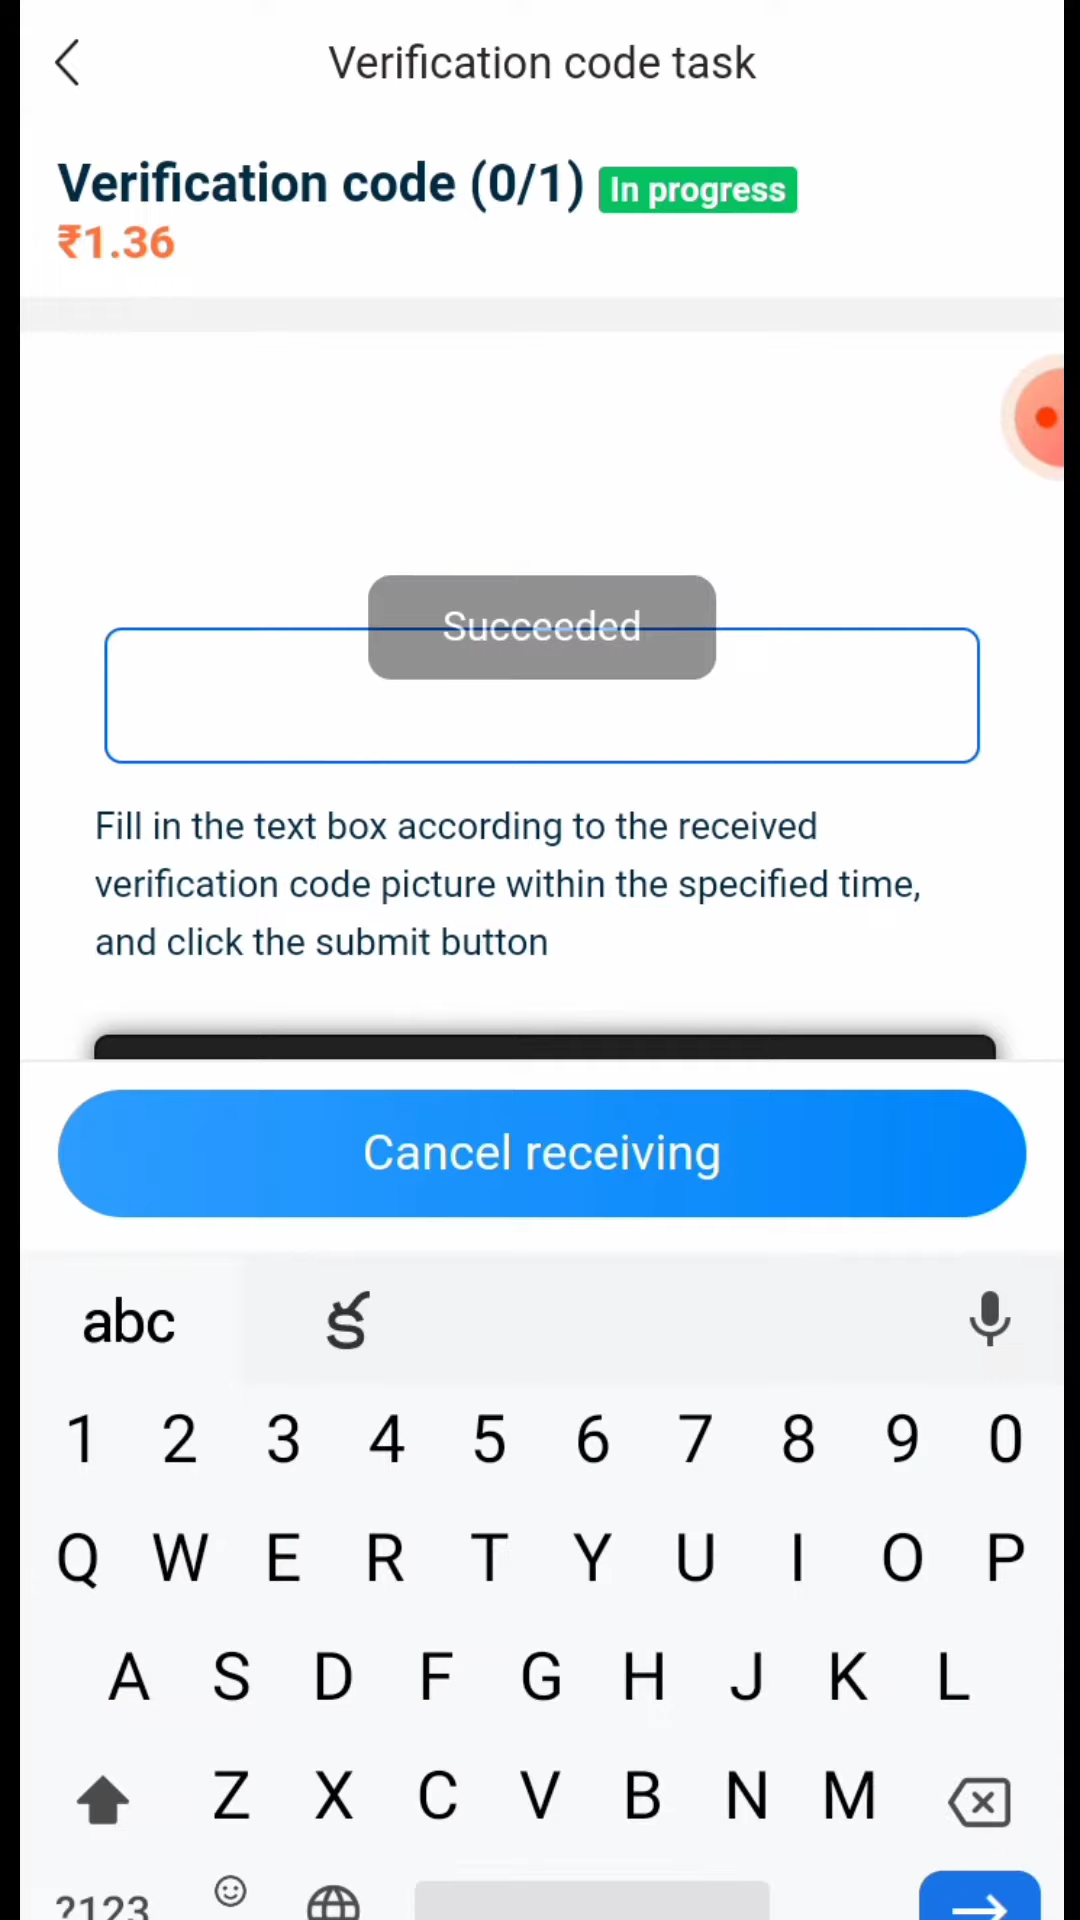 Verification code task
Verification code (0/1) In progress
₹1.36
Succeeded
Fill in the text box according to the received
verification code picture within the specified time,
and click the submit button
Cancel receiving
abc క
1 2 3 4 5 6 7 8 9 0
Q W E R T Y U I O P
A S D F G H J K L
Z X C V B N M
?123